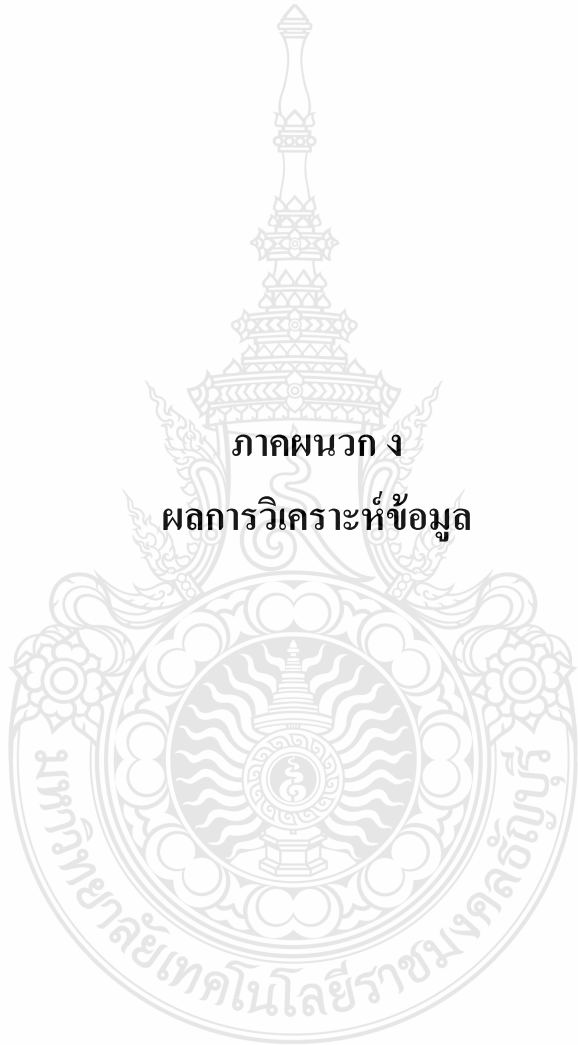 ภาคผนวก ง
ผลการวิเคราะห์ข้อมูล
มหาวิทยาลัยเทคโนโลยีราชมงคลธัญบุรี